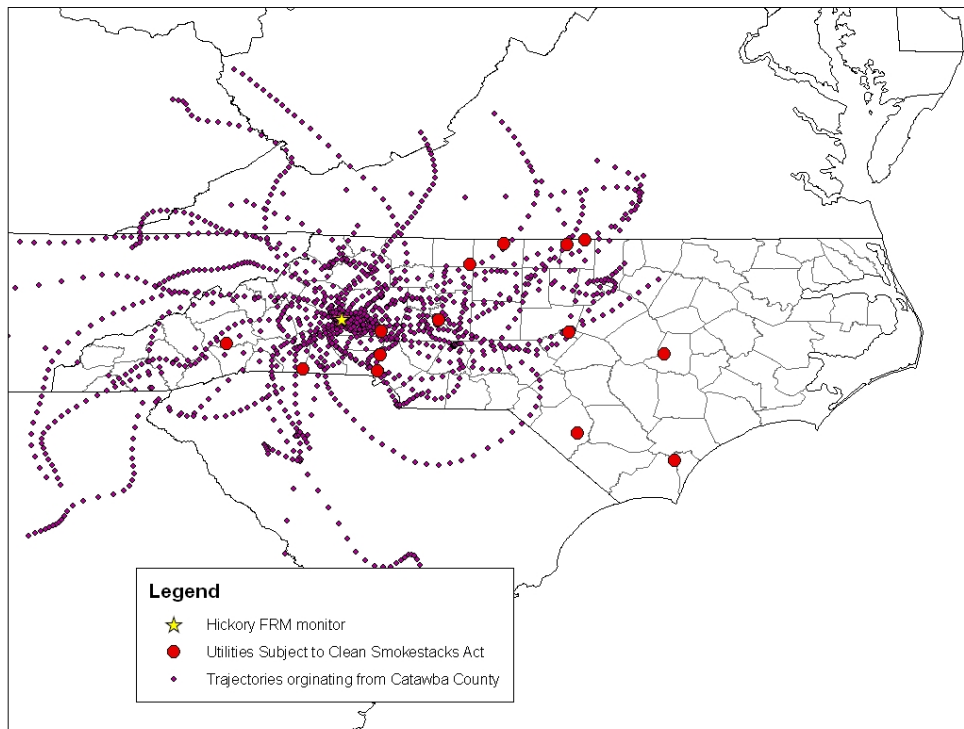 Legend
Hickory FRM monitor
Utilities Subject to Clean Smokestacks Act
Trajectories orginating from Catawba County